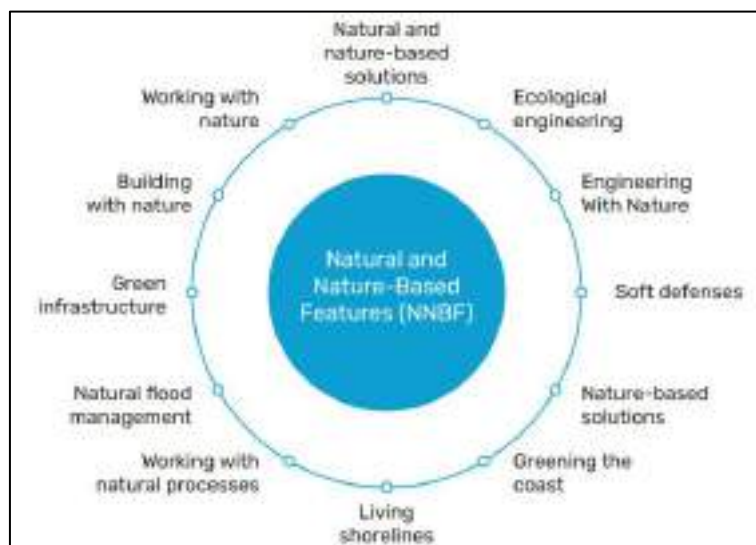 Natural and
nature-based
solutions
Ecological
engineering
Engineering
With Nature
Soft defenses
Nature-based
solutions
Greening the
coast
Living
shorelines
Working with
natural processes
Natural flood
management
Green
infrastructure
Building
with nature
Working with
nature
Natural and
Nature-Based
Features (NNBF)